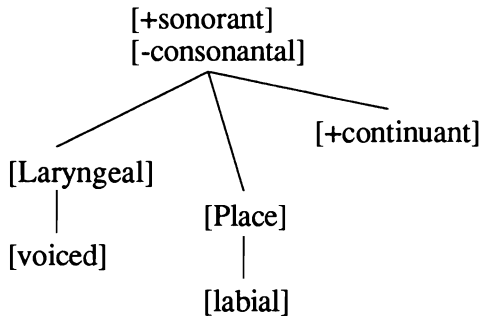 [+sonorant]
[-consonantal]
[+continuant]
[Laryngeal]
[Place]
[voiced]
[labial]